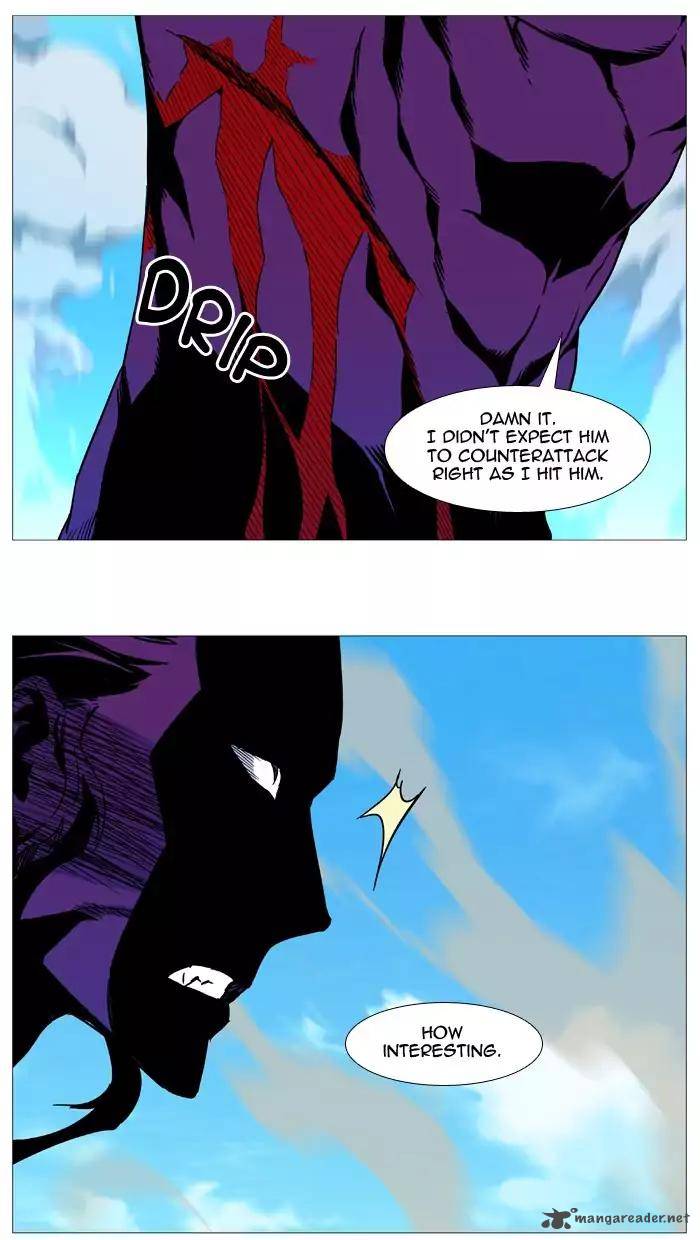 DRIP
DAMN IT.
I DIDN'T EXPECT HIM
TO COUNTERATTACK
RIGHT AS I HIT HIM.
HOW
INTERESTING.
mangareader.net